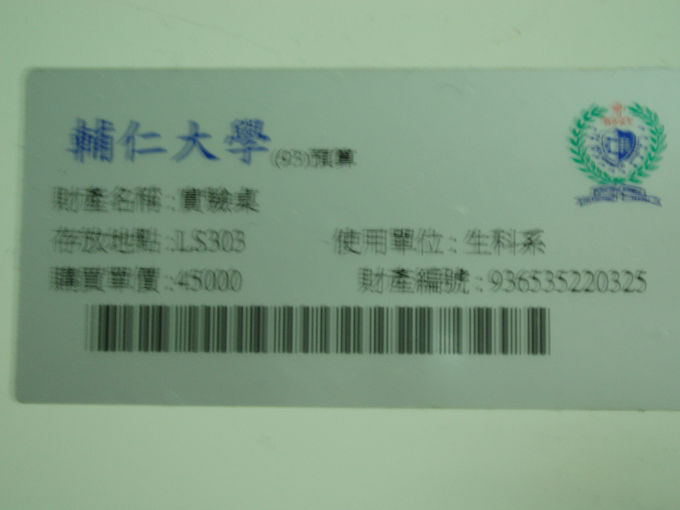 輔仁大學 (93)預算
財產名稱:實驗桌
存放地點:LS303 使用單位:生科系
購買單價:45000 財產編號:936535220325